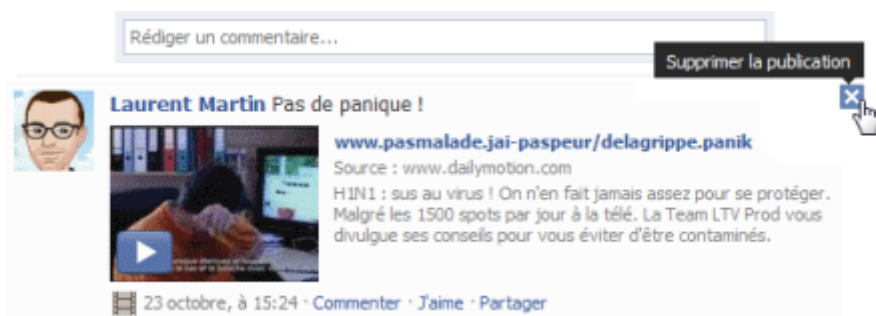 Rédiger un commentaire...
Supprimer la publication
Laurent Martin Pas de panique !
www.pasmalade.jai-paspeur/delagrippe.panik
Source : www.dailymotion.com
H1N1 : sus au virus ! On n'en fait jamais assez pour se protéger.
Malgré les 1500 spots par jour à la télé. La Team LTV Prod vous
divulgue ses conseils pour vous éviter d'être contaminés.
23 octobre, à 15:24 · Commenter · J'aime · Partager